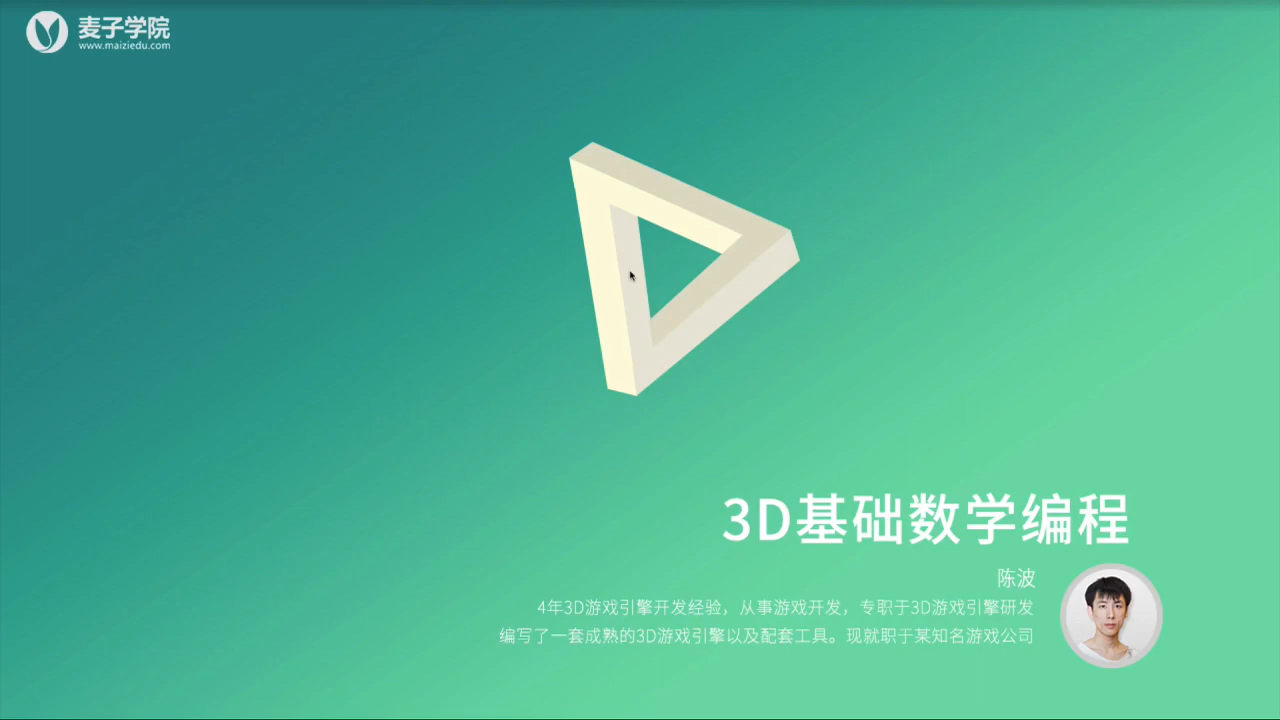 麦子学院
www.maiziedu.com
3D基础数学编程
陈波
4年3D游戏引擎开发经验，从事游戏开发，专职于3D游戏引擎研发
编写了一套成熟的3D游戏引擎以及配套工具。现就职于某知名游戏公司